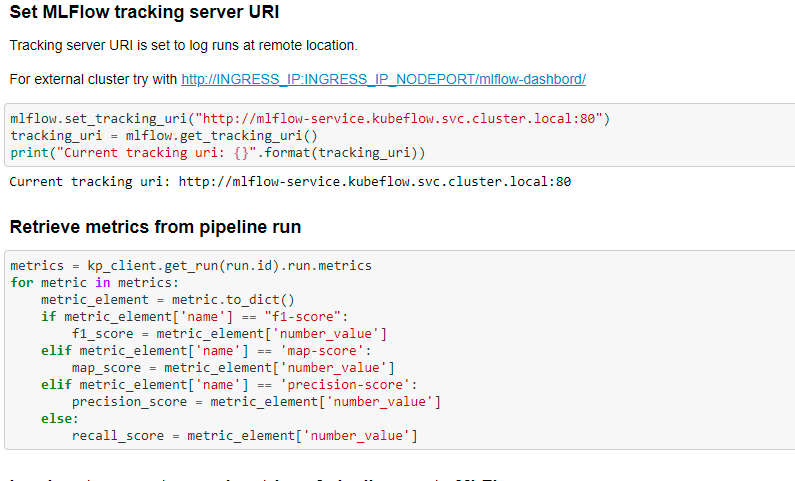 Set MLFlow tracking server URI
Tracking server URI is set to log runs at remote location.
For external cluster try with http://INGRESS_IP:INGRESS_IP_NODEPORT/mlflow-dashbord/
mlflow.set_tracking_uri("http://mlflow-service.kubeflow.svc.cluster.local:80")
tracking_uri = mlflow.get_tracking_uri()
print("Current tracking uri: {}".format(tracking_uri))
Current tracking uri: http://mlflow-service.kubeflow.svc.cluster.local:80
Retrieve metrics from pipeline run
metrics = kp_client.get_run(run.id).run.metrics
for metric in metrics:
    metric_element = metric.to_dict()
    if metric_element['name'] == "f1-score":
        f1_score = metric_element['number_value']
    elif metric_element['name'] == 'map-score':
        map_score = metric_element['number_value']
    elif metric_element['name'] == 'precision-score':
        precision_score = metric_element['number_value']
    else:
        recall_score = metric_element['number_value']